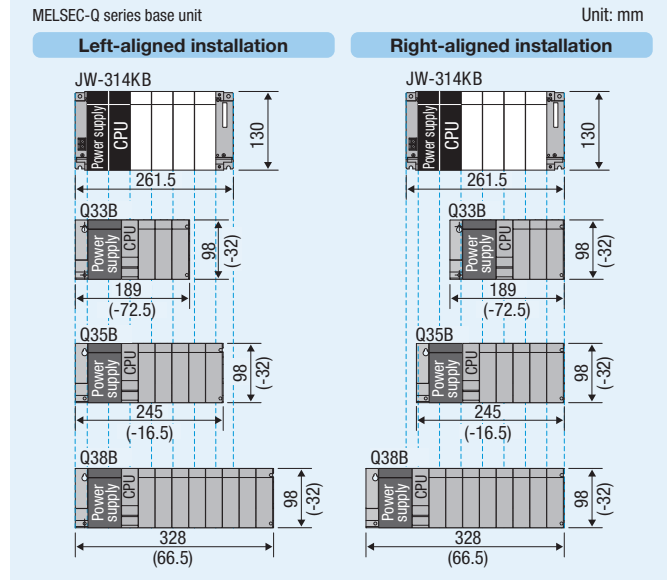 MELSEC-Q series base unit
Unit: mm
Left-aligned installation
JW-314KB
Power supply
CPU
130
261.5
Q33B
Power
supply
CPU
98
(-32)
189
(-72.5)
Q35B
Power
supply
CPU
98
(-32)
245
(-16.5)
Q38B
Power
supply
CPU
98
(-32)
328
(66.5)
Right-aligned installation
JW-314KB
Power supply
CPU
130
261.5
Q33B
Power
supply
CPU
98
(-32)
189
(-72.5)
Q35B
Power
supply
CPU
98
(-32)
245
(-16.5)
Q38B
Power
supply
CPU
98
(-32)
328
(66.5)